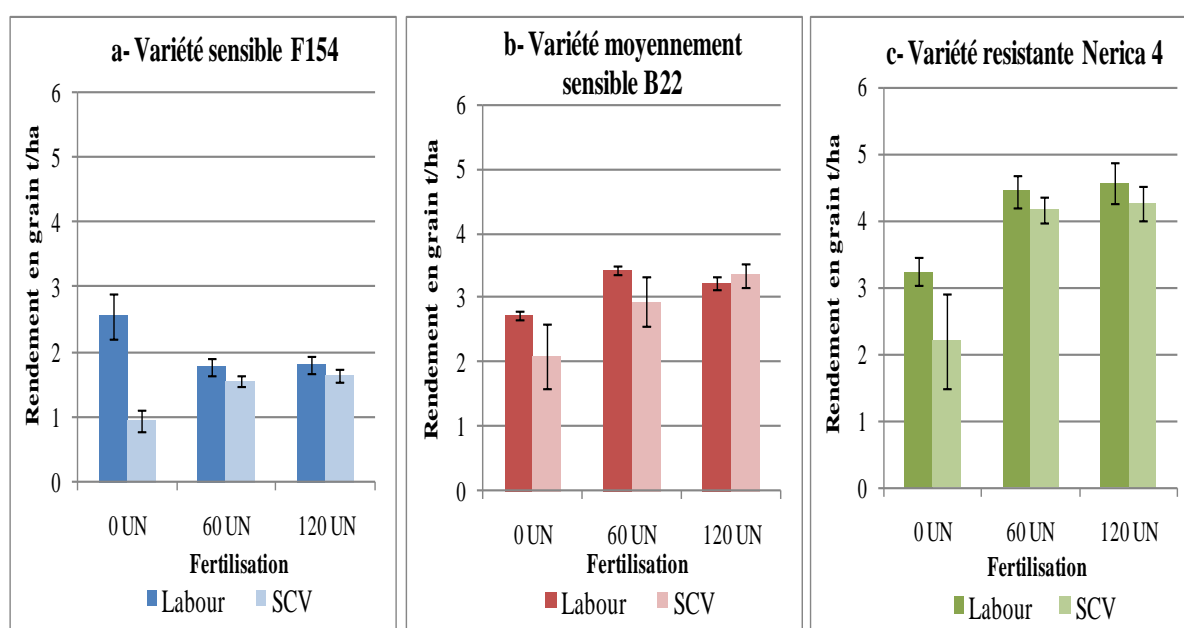 a- Variété sensible F154
Rendement en grain t/ha
6
5
4
3
2
1
0
0 UN 60 UN 120 UN
Fertilisation
Labour SCV
b- Variété moyennement
sensible B22
Rendement en grain t/ha
6
5
4
3
2
1
0
0 UN 60 UN 120 UN
Fertilisation
Labour SCV
c- Variété resistante Nerica 4
Rendement en grain t/ha
6
5
4
3
2
1
0
0 UN 60 UN 120 UN
Fertilisation
Labour SCV